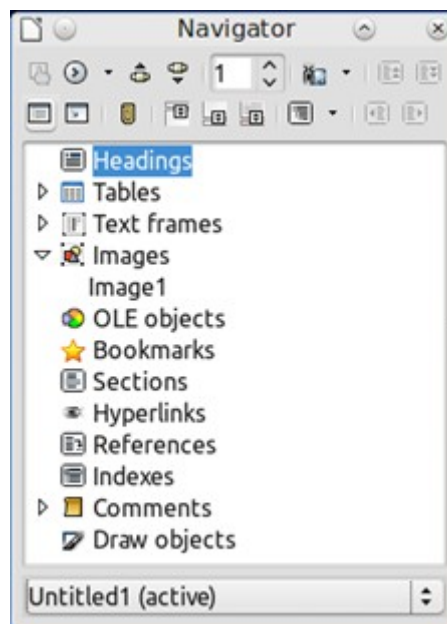 Navigator
1
Headings
Tables
Text frames
Images
Image1
OLE objects
Bookmarks
Sections
Hyperlinks
References
Indexes
Comments
Draw objects
Untitled1 (active)